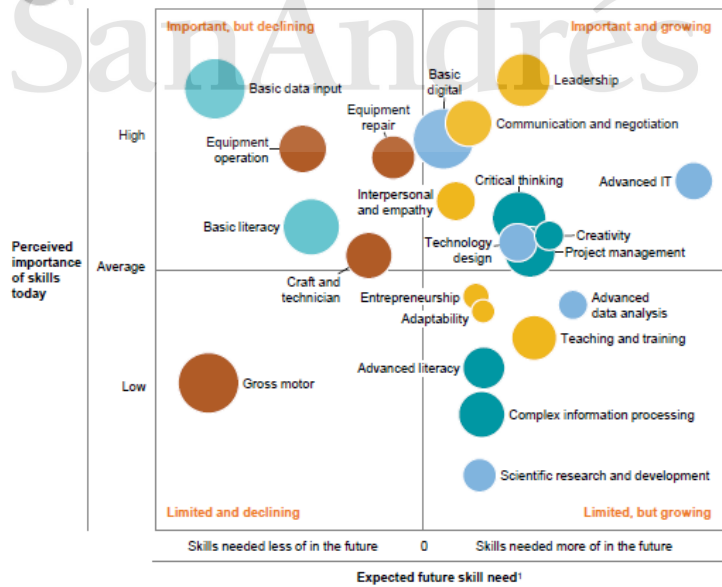 SanAndrés
Important, but declining
Important and growing
Basic data input
Basic
digital
Leadership
Equipment
repair
High
Communication and negotiation
Equipment
operation
Critical thinking
Advanced IT
Interpersonal
and empathy
Basic literacy
Creativity
Technology
design
Project management
Perceived
importance
of skills
today
Average
Craft and
technician
Entrepreneurship
Adaptability
Advanced
data analysis
Teaching and training
Advanced literacy
Low
Gross motor
Complex information processing
Scientific research and development
Limited and declining
Limited, but growing
Skills needed less of in the future
0
Skills needed more of in the future
Expected future skill need¹